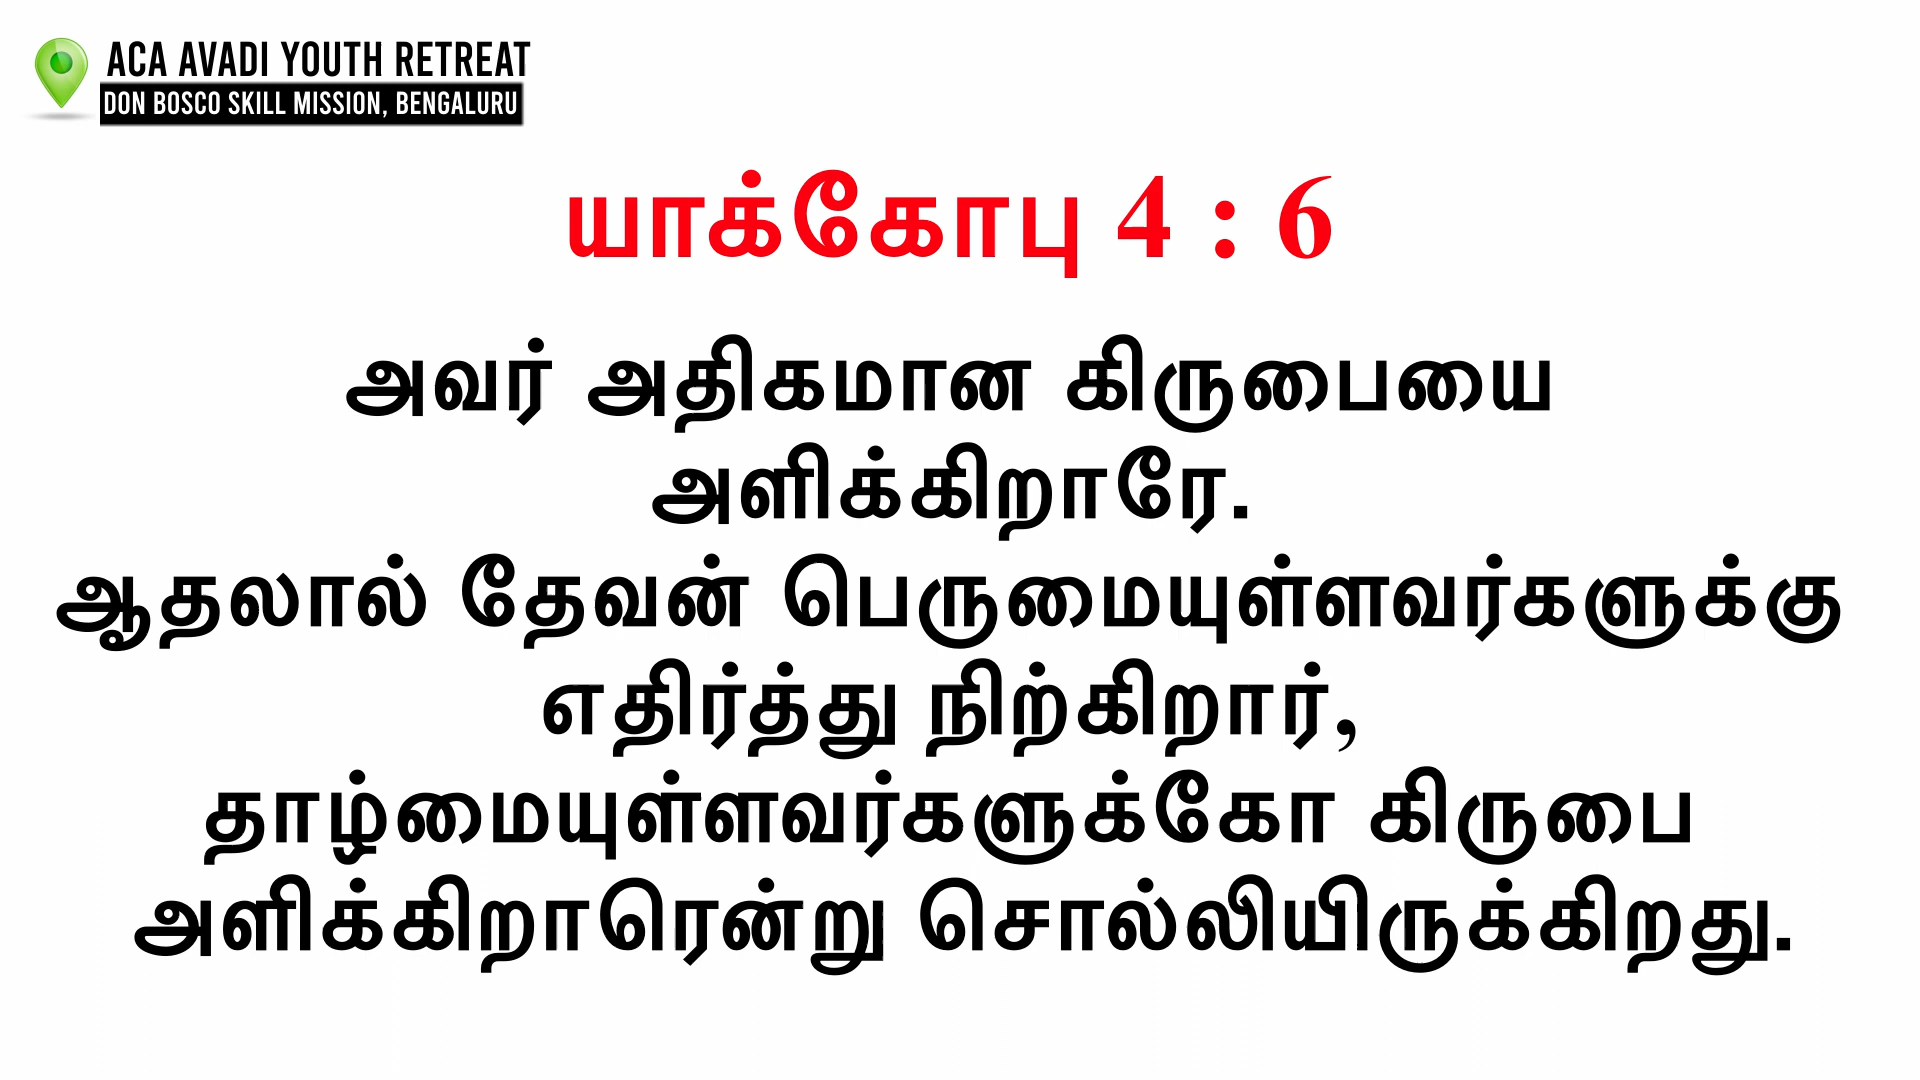 ACA AVADI YOUTH RETREAT
DON BOSCO SKILL MISSION, BENGALURU
யாக்கோபு 4 : 6
அவர் அதிகமான கிருபையை
அளிக்கிறாரே.
ஆதலால் தேவன் பெருமையுள்ளவர்களுக்கு
எதிர்த்து நிற்கிறார்,
தாழ்மையுள்ளவர்களுக்கோ கிருபை
அளிக்கிறாரென்று சொல்லியிருக்கிறது.